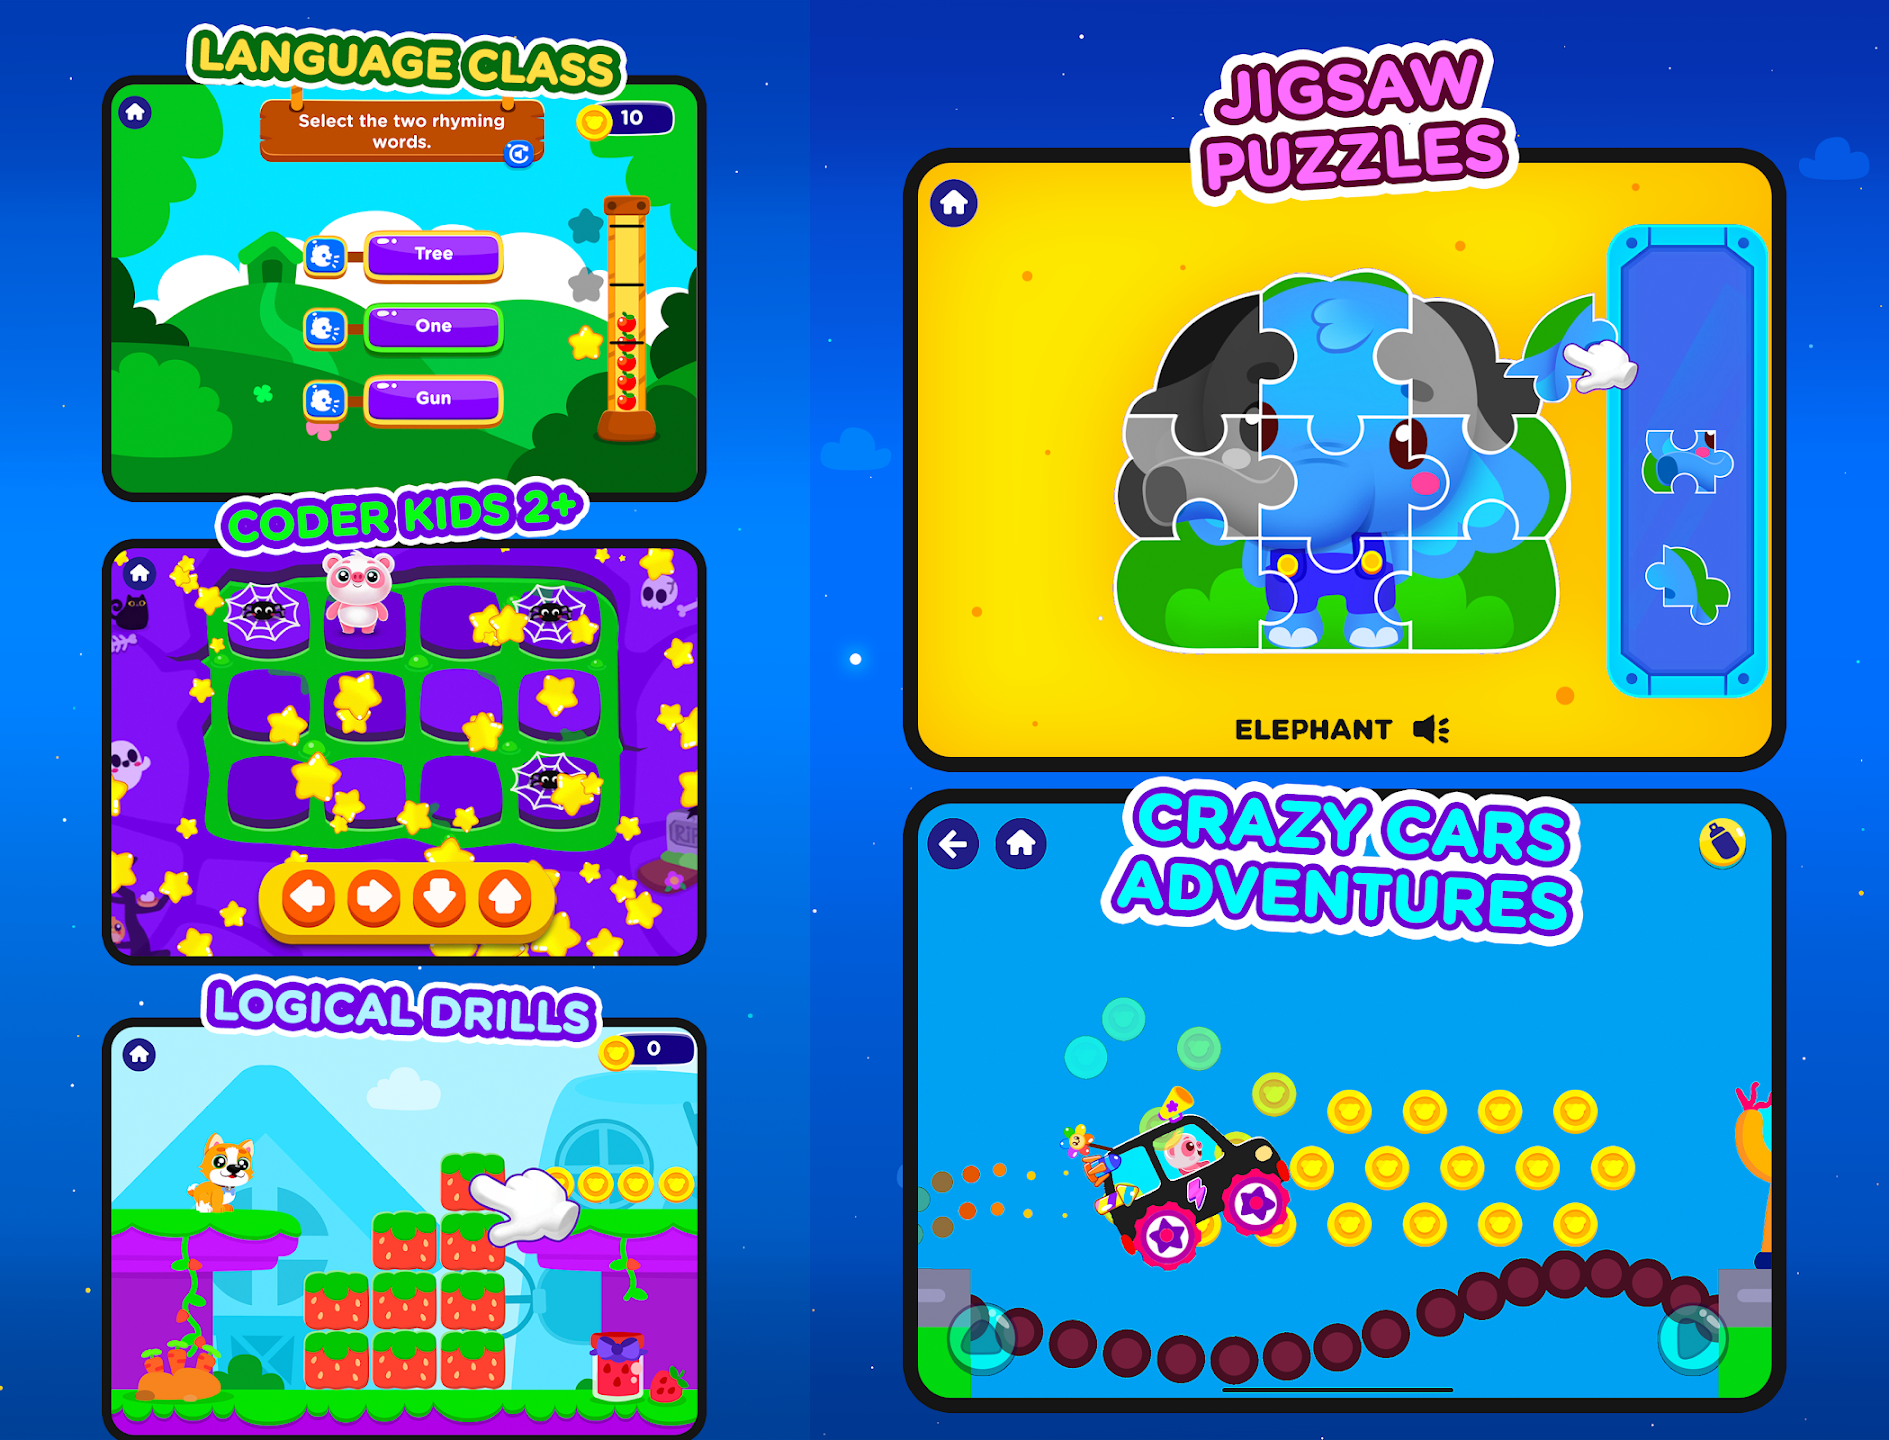 LANGUAGE CLASS
Select the two rhyming
words.
10
Tree
One
Gun
CODER KIDS 2+
RIP
LOGICAL DRILLS
0
JIGSAW
PUZZLES
ELEPHANT
CRAZY CARS
ADVENTURES